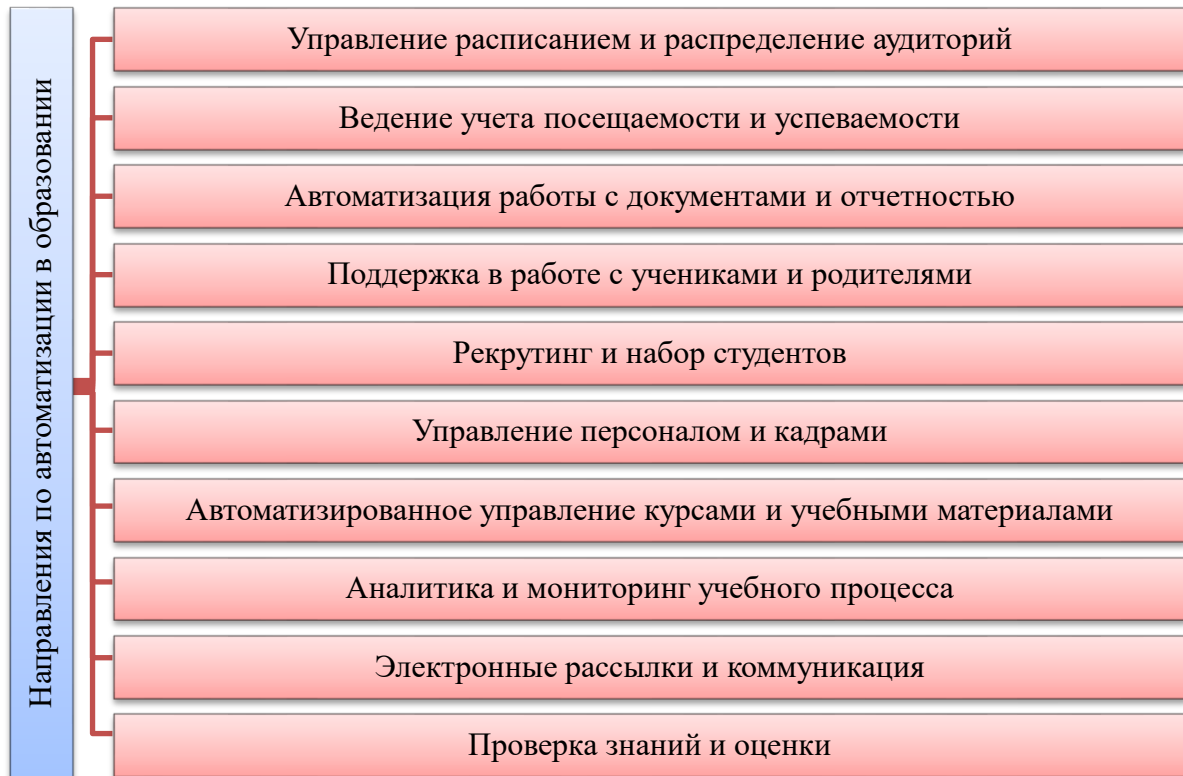 Направления по автоматизации в образовании
Управление расписанием и распределение аудиторий
Ведение учета посещаемости и успеваемости
Автоматизация работы с документами и отчетностью
Поддержка в работе с учениками и родителями
Рекрутинг и набор студентов
Управление персоналом и кадрами
Автоматизированное управление курсами и учебными материалами
Аналитика и мониторинг учебного процесса
Электронные рассылки и коммуникация
Проверка знаний и оценки